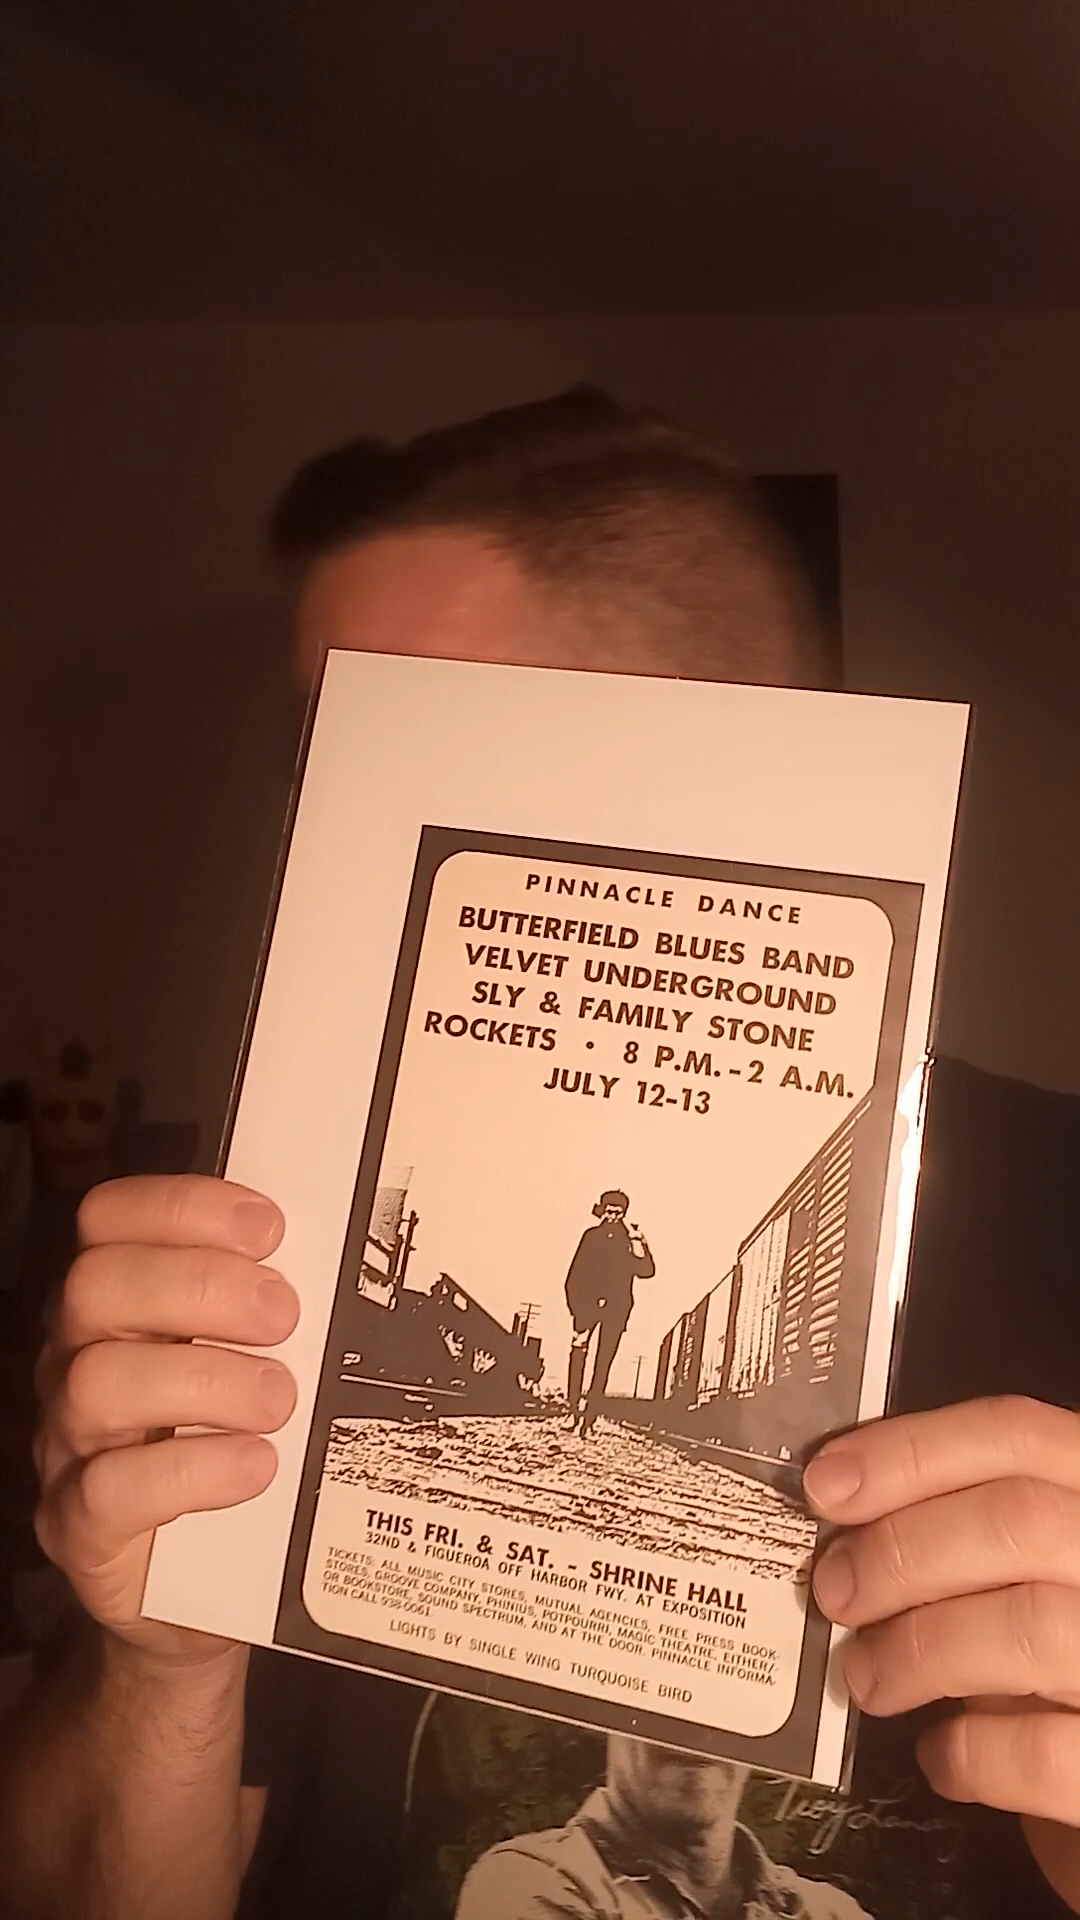 PINNACLE DANCE
BUTTERFIELD BLUES BAND
VELVET UNDERGROUND
SLY & FAMILY STONE
ROCKETS • 8 P.M.-2 A.M.
JULY 12-13
THIS FRI. & SAT. - SHRINE HALL
32ND & FIGUEROA OFF HARBOR FWY. AT EXPOSITION
TICKETS: ALL MUSIC CITY STORES, MUTUAL AGENCIES, FREE PRESS BOOK-
STORES, GROOVE COMPANY, PHINIUS, POTPOURRI, MAGIC THEATRE, EITHER/-
OR BOOKSTORE, SOUND SPECTRUM, AND AT THE DOOR. PINNACLE INFORMA-
TION CALL 938-0061.
LIGHTS BY SINGLE WING TURQUOISE BIRD
Troy